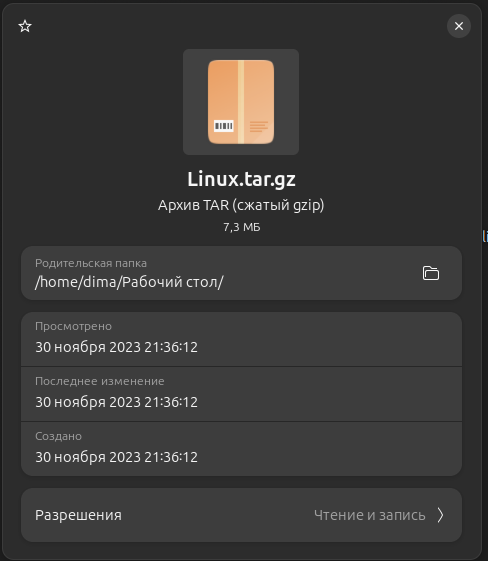 Linux.tar.gz
Архив TAR (сжатый gzip)
7,3 МБ
Родительская папка
/home/dima/Рабочий стол/
Просмотрено
30 ноября 2023 21:36:12
Последнее изменение
30 ноября 2023 21:36:12
Создано
30 ноября 2023 21:36:12
Разрешения
Чтение и запись